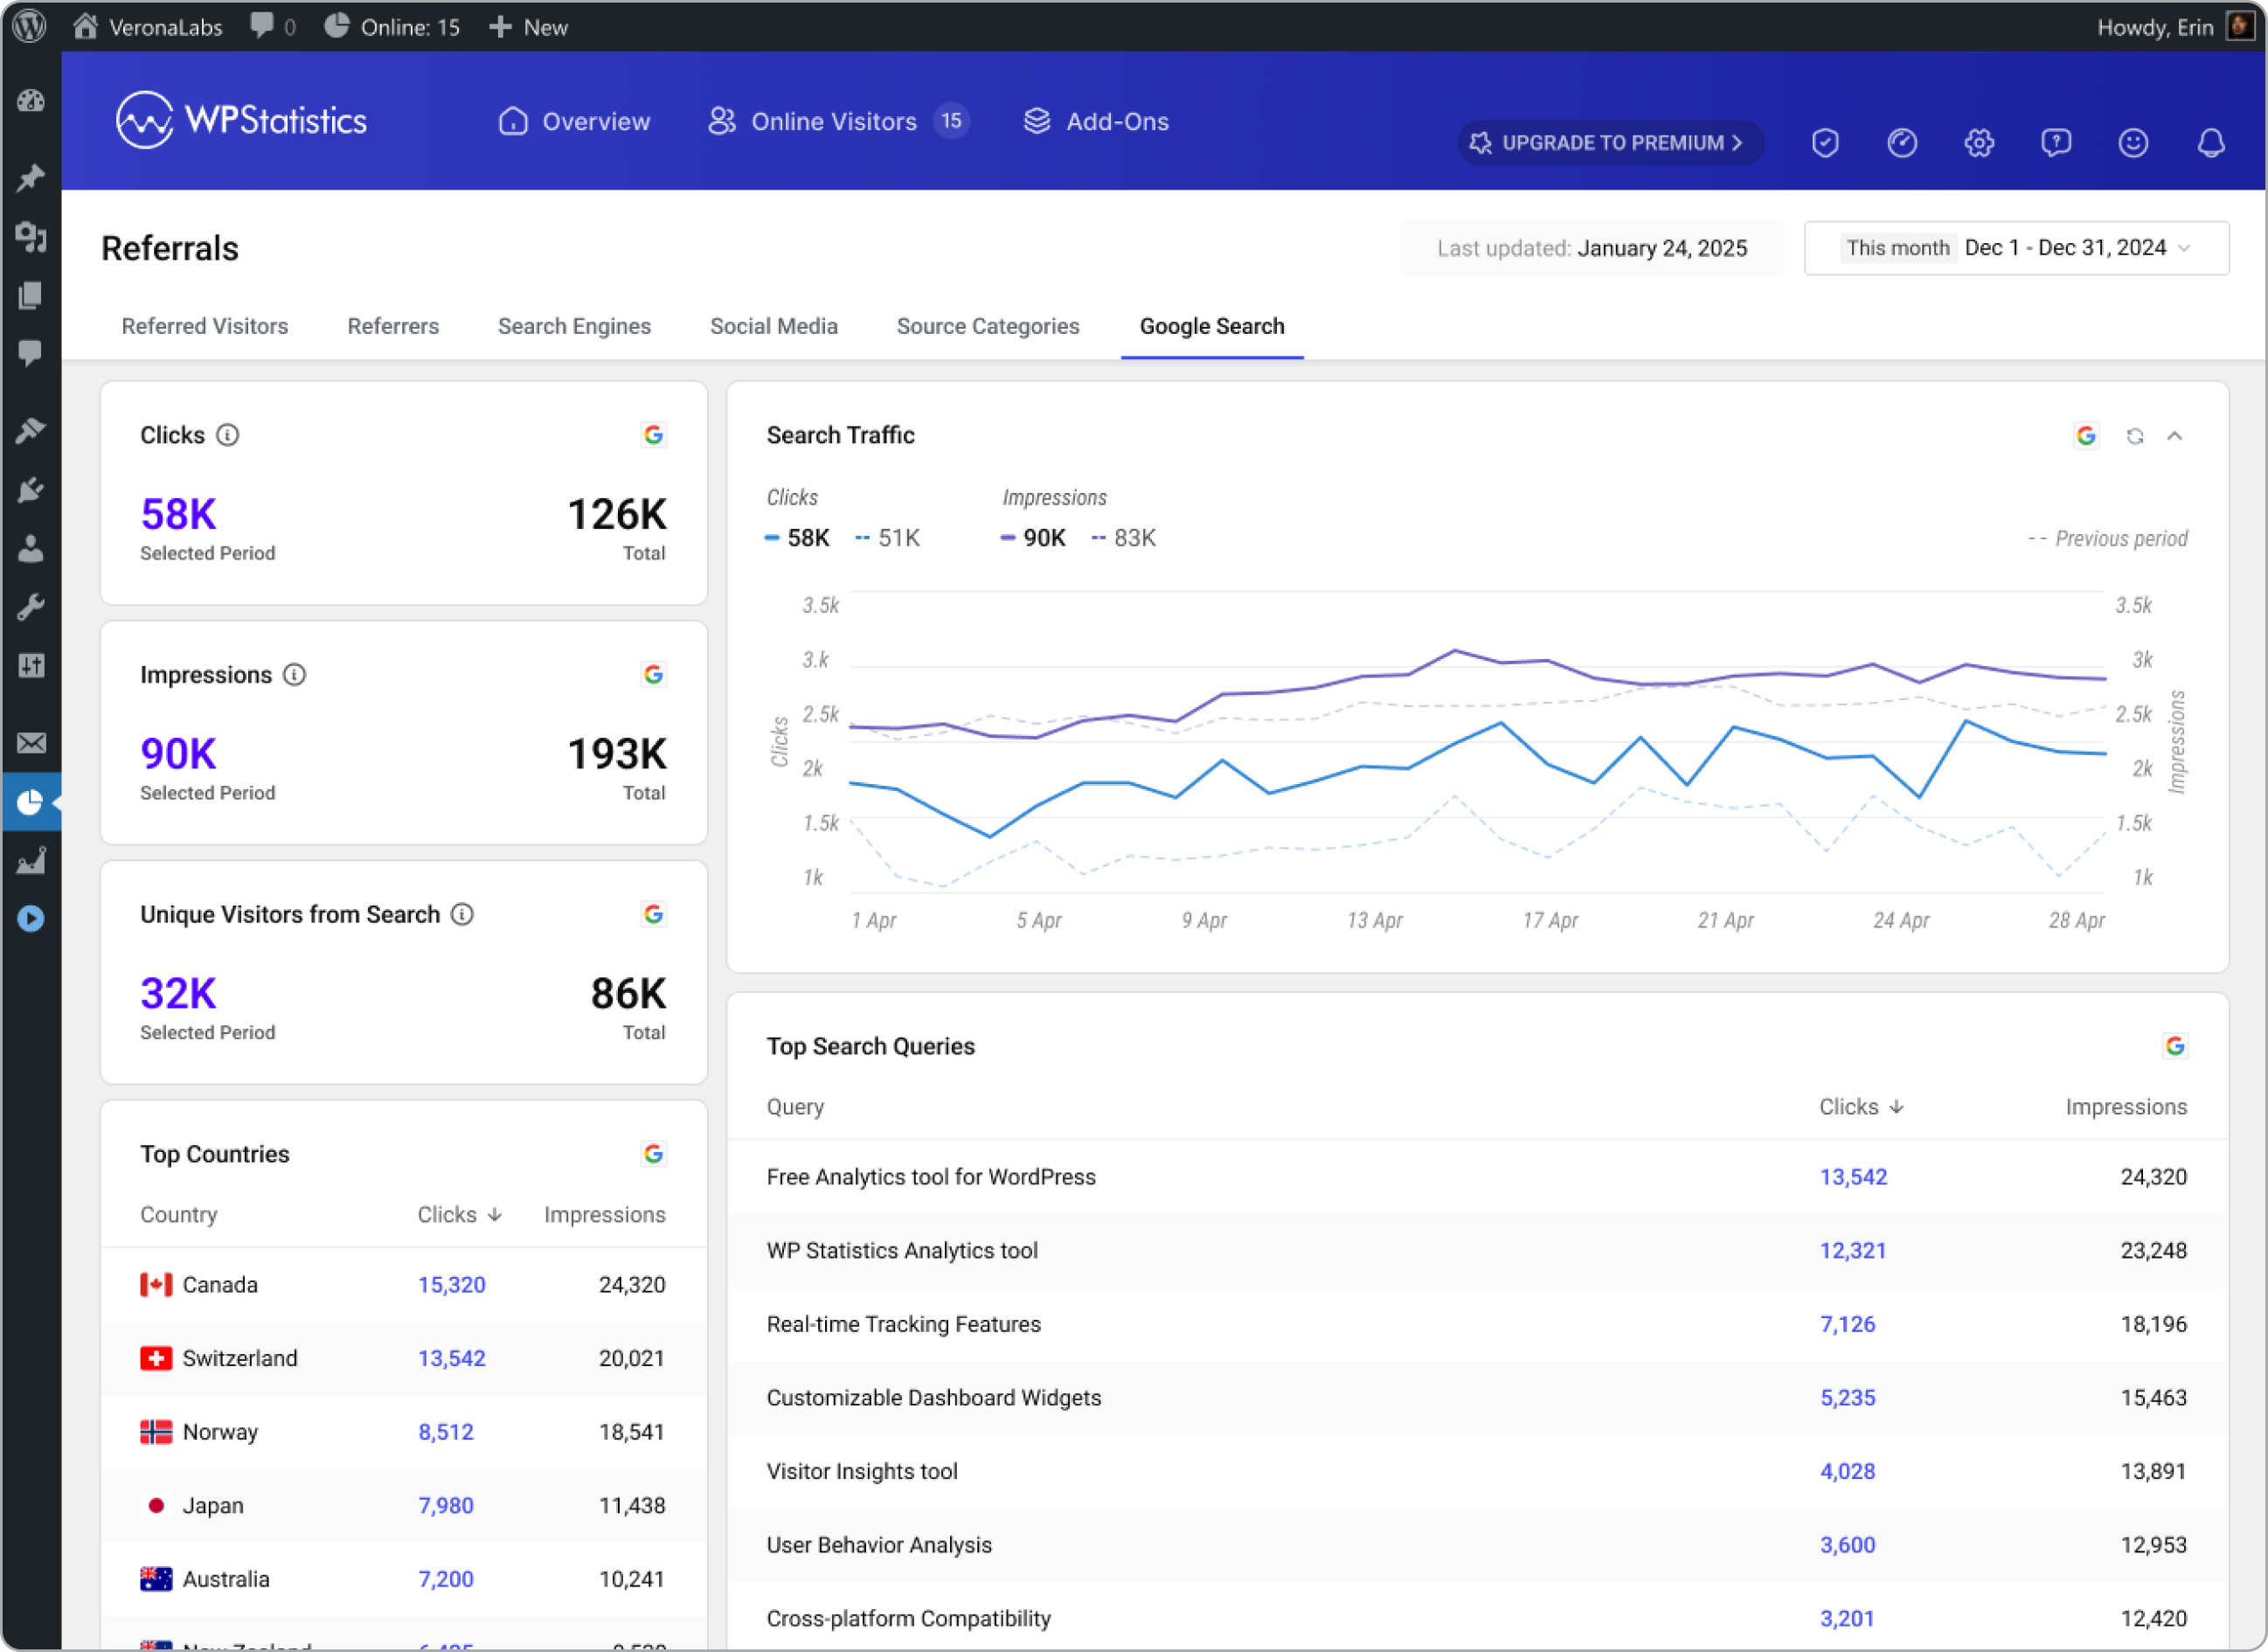 VeronaLabs 0 Online: 15 New Howdy, Erin
WPStatistics Overview Online Visitors 15 Add-Ons UPGRADE TO PREMIUM
Referrals Last updated: January 24, 2025 This month Dec 1 - Dec 31, 2024
Referred Visitors Referrers Search Engines Social Media Source Categories Google Search
Clicks
58K 126K
Selected Period Total
Impressions
90K 193K
Selected Period Total
Unique Visitors from Search
32K 86K
Selected Period Total
Top Countries
Country Clicks Impressions
Canada 15,320 24,320
Switzerland 13,542 20,021
Norway 8,512 18,541
Japan 7,980 11,438
Australia 7,200 10,241
Search Traffic
Clicks Impressions
58K 51K 90K 83K -- Previous period
3.5k 3.5k
3.k 3k
2.5k 2.5k
Clicks Impressions
2k 2k
1.5k 1.5k
1k 1k
1 Apr 5 Apr 9 Apr 13 Apr 17 Apr 21 Apr 24 Apr 28 Apr
Top Search Queries
Query Clicks Impressions
Free Analytics tool for WordPress 13,542 24,320
WP Statistics Analytics tool 12,321 23,248
Real-time Tracking Features 7,126 18,196
Customizable Dashboard Widgets 5,235 15,463
Visitor Insights tool 4,028 13,891
User Behavior Analysis 3,600 12,953
Cross-platform Compatibility 3,201 12,420